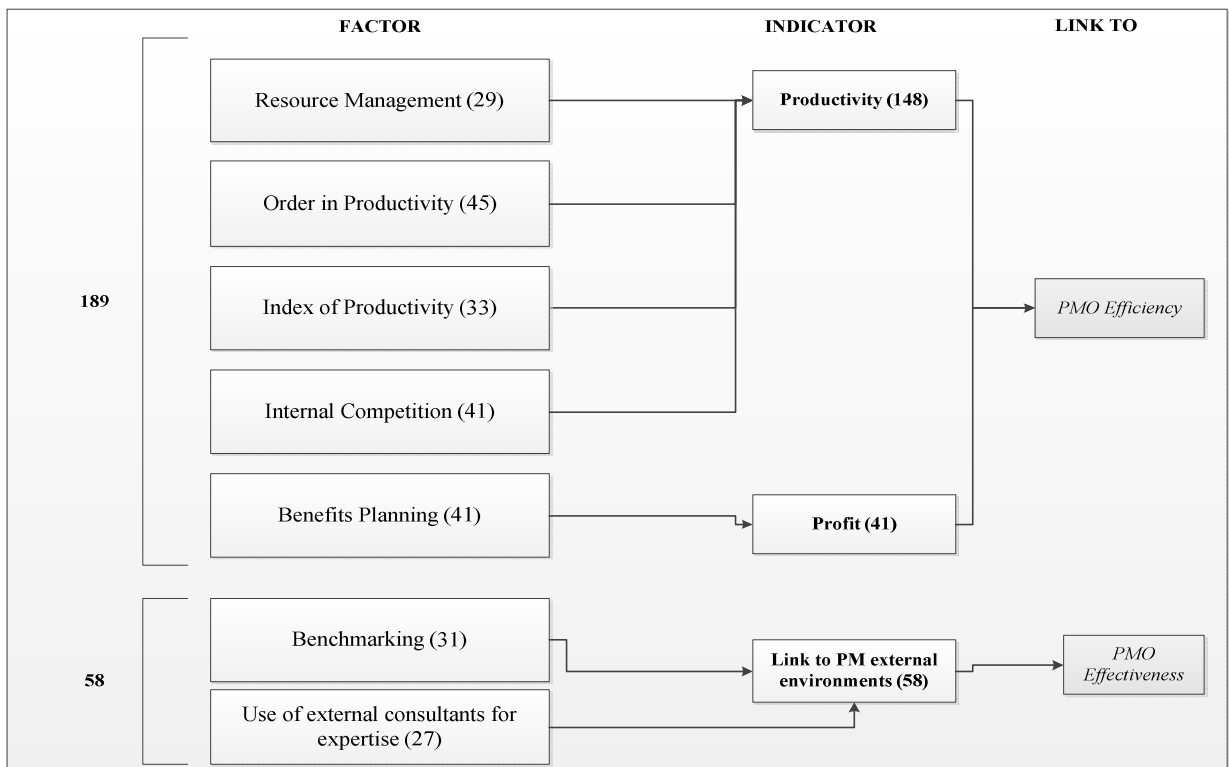 FACTOR INDICATOR LINK TO
Resource Management (29)
Productivity (148)
Order in Productivity (45)
189
Index of Productivity (33)
PMO Efficiency
Internal Competition (41)
Benefits Planning (41)
Profit (41)
58
Benchmarking (31)
Link to PM external
environments (58)
PMO
Effectiveness
Use of external consultants for
expertise (27)